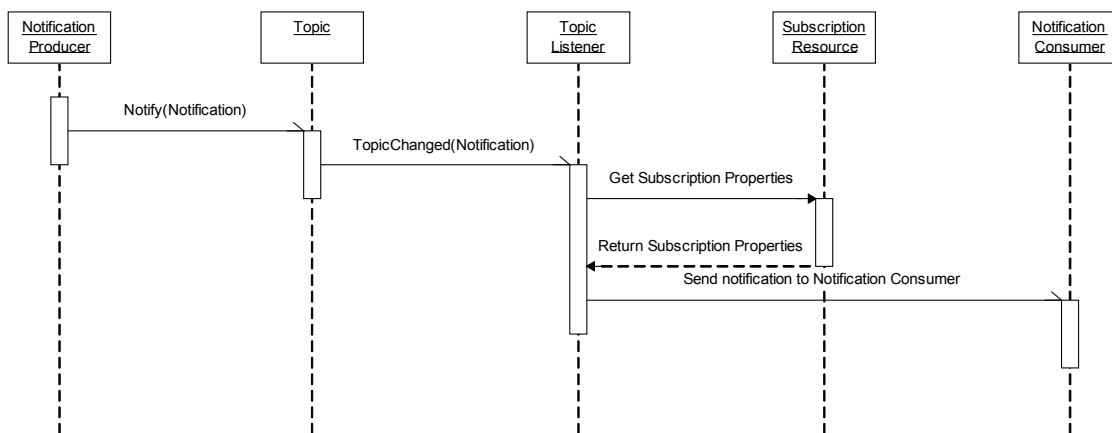 Notification
Producer
Topic
Topic
Listener
Subscription
Resource
Notification
Consumer
Notify(Notification)
TopicChanged(Notification)
Get Subscription Properties
Return Subscription Properties
Send notification to Notification Consumer